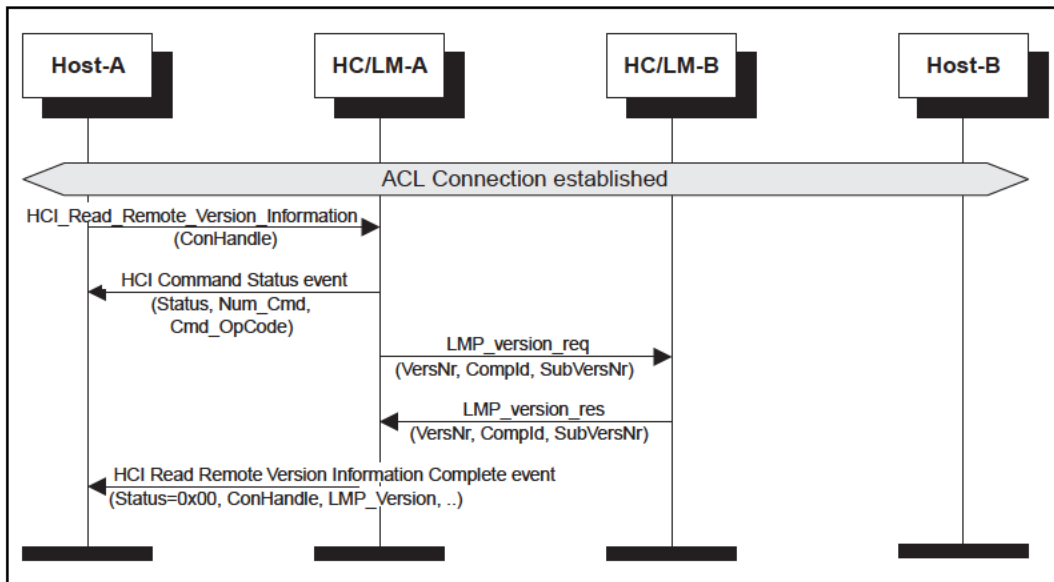 Host-A
HC/LM-A
HC/LM-B
Host-B
ACL Connection established
HCI_Read_Remote_Version_Information
(ConHandle)
HCI Command Status event
(Status, Num_Cmd,
Cmd_OpCode)
LMP_version_req
(VersNr, CompId, SubVersNr)
LMP_version_res
(VersNr, CompId, SubVersNr)
HCI Read Remote Version Information Complete event
(Status=0x00, ConHandle, LMP_Version, ..)